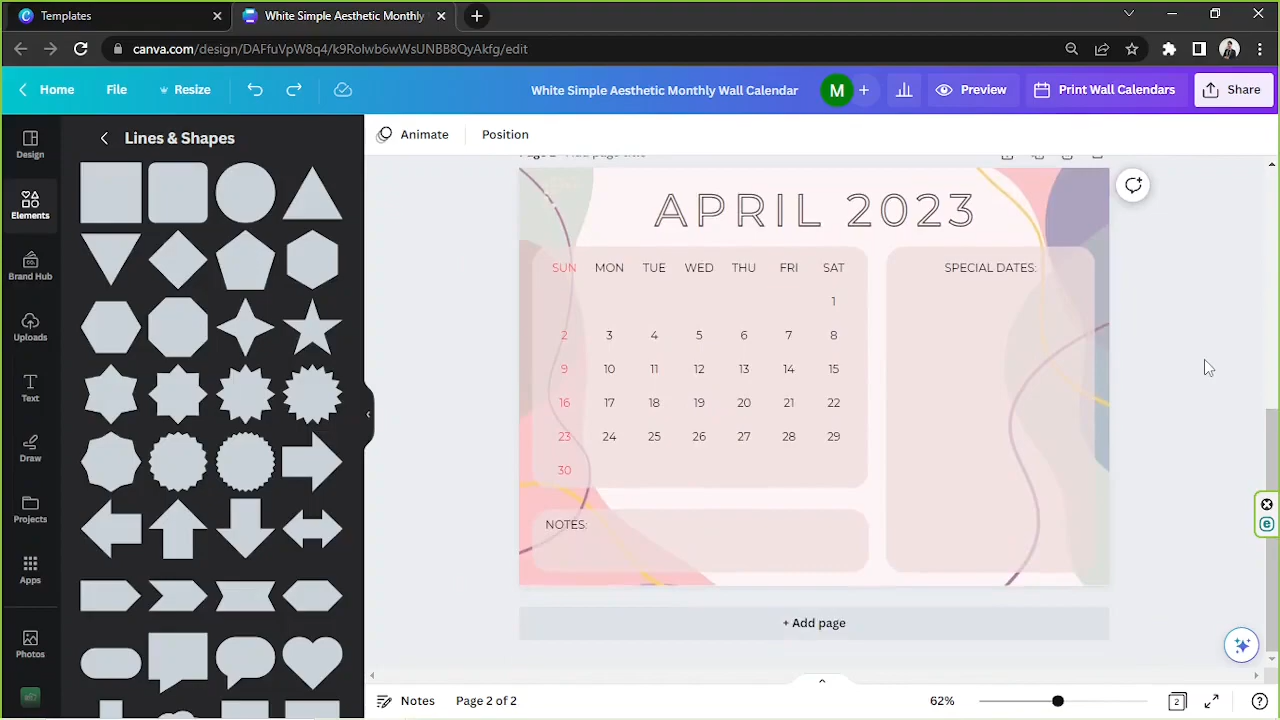 Templates
White Simple Aesthetic Monthly
canva.com/design/DAFfuVpW8q4/k9Rolwb6wWsUNBB8QyAkfg/edit
Home File Resize White Simple Aesthetic Monthly Wall Calendar M Preview Print Wall Calendars Share
Design
Elements
Brand Hub
Uploads
Text
Draw
Projects
Apps
Photos
Lines & Shapes
Animate Position
APRIL 2023
SUN MON TUE WED THU FRI SAT
1
2 3 4 5 6 7 8
9 10 11 12 13 14 15
16 17 18 19 20 21 22
23 24 25 26 27 28 29
30
SPECIAL DATES:
NOTES:
+ Add page
Notes Page 2 of 2 62% 2